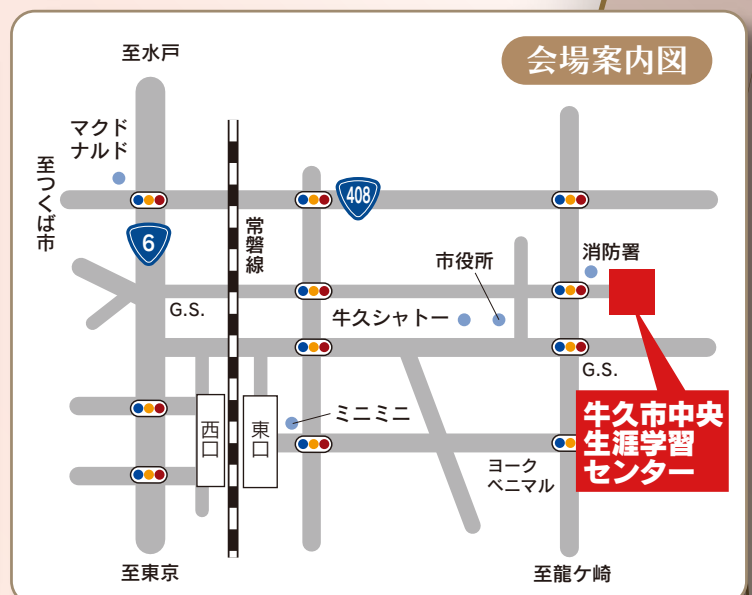 会場案内図
至水戸
マクド
ナルド
至つくば市
408
6
常磐線
消防署
市役所
G.S.
牛久シャトー
G.S.
ミニミニ
西口
東口
牛久市中央
生涯学習
センター
ヨーク
ベニマル
至東京
至龍ケ崎